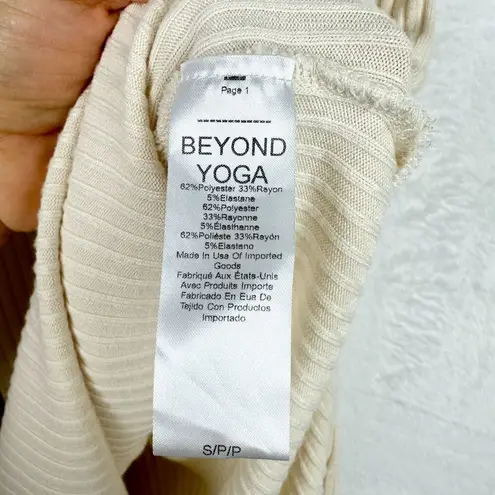 Page 1
------------
BEYOND
YOGA
62%Polyester 33%Rayon
5%Elastane
62%Polyester
33%Rayonne
5%Élasthanne
62%Poliéste 33%Rayón
5%Elastano
Made In Usa Of Imported
Goods
Fabriqué Aux États-Unis
Avec Produits Importe
Fabricado En Eua De
Tejido Con Productos
Importado
S/P/P